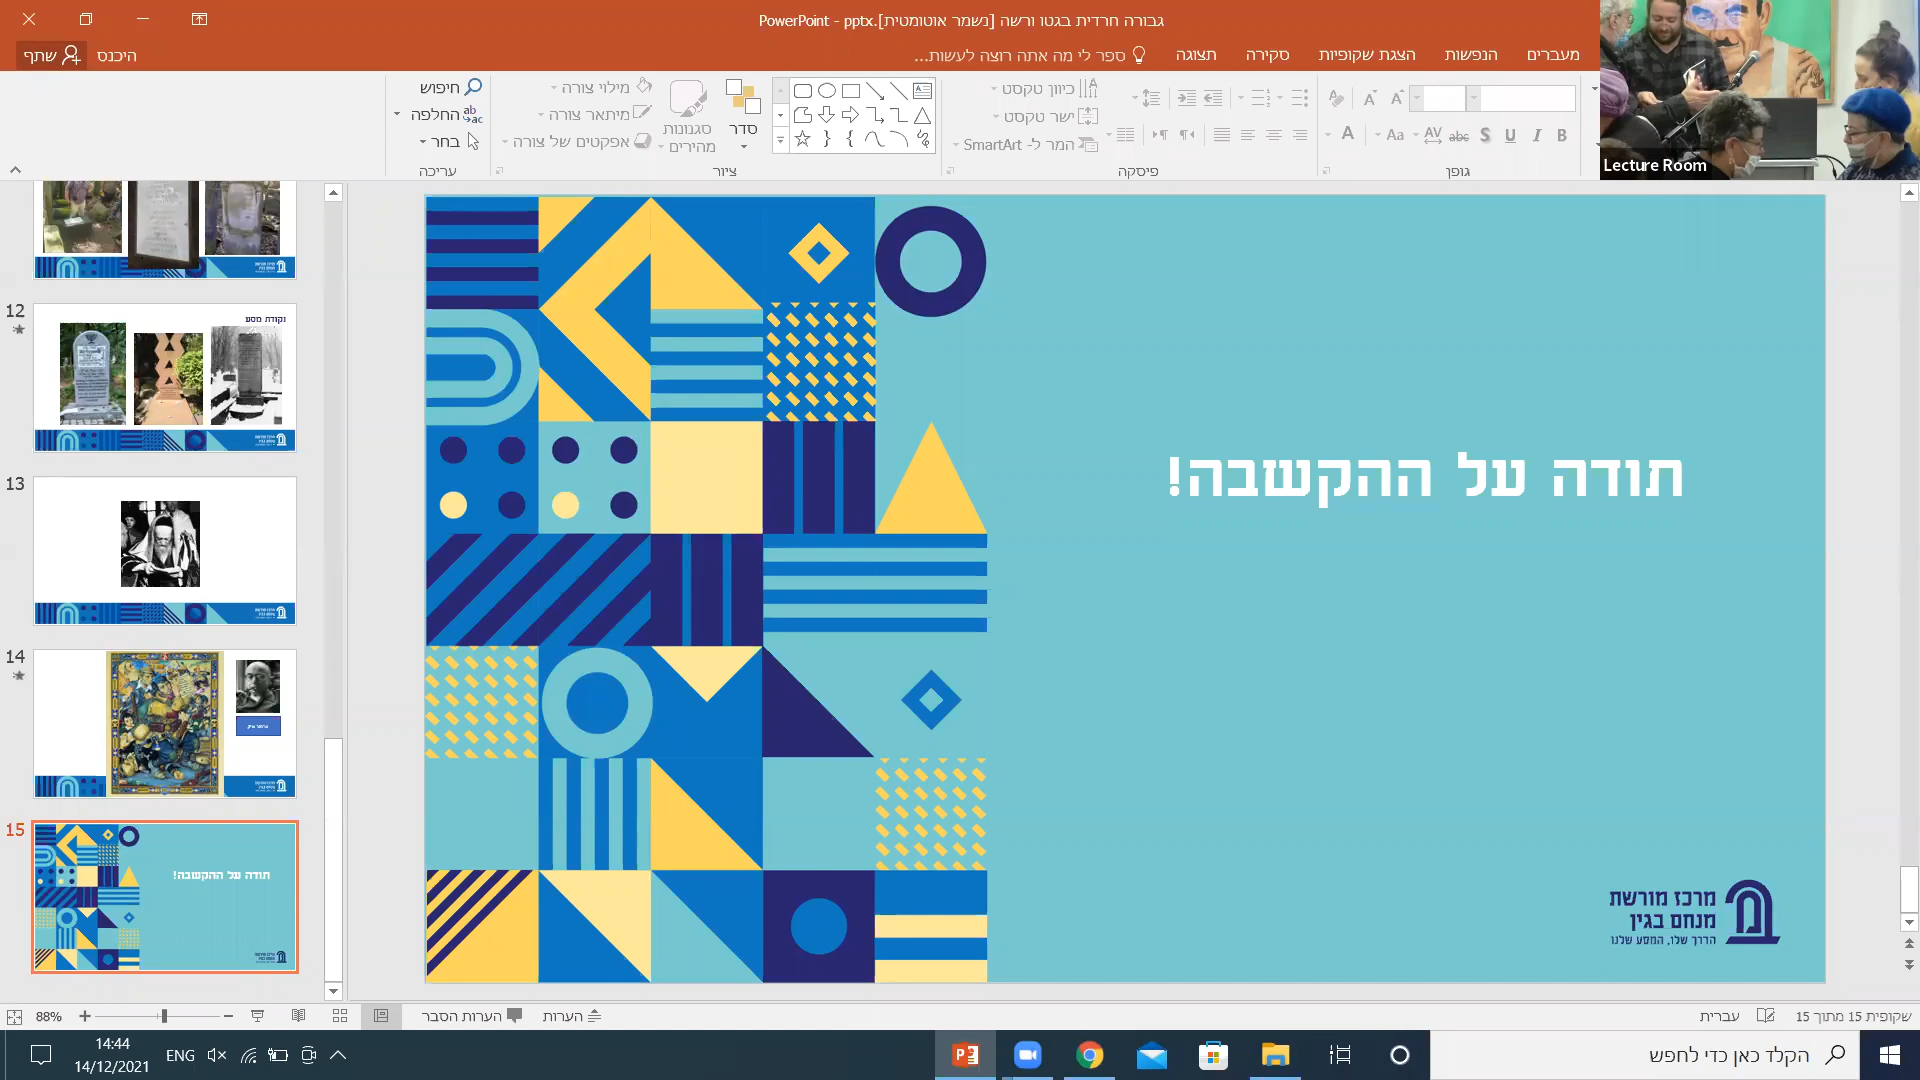 גבורה חרדית בגטו ורשה [נשמר אוטומטית].pptx - PowerPoint
מעברים
הנפשות
הצגת שקופיות
סקירה
תצוגה
ספר לי מה אתה רוצה לעשות...
היכנס
שתף
Lecture Room
כיוון טקסט
ישר טקסט
המר ל- SmartArt
סדר
סגנונות
מהירים
מילוי צורה
מיתאר צורה
אפקטים של צורה
חיפוש
החלפה
בחר
גופן
פיסקה
ציור
עריכה
12
נקודת מסע
13
14
15
תודה על ההקשבה!
תודה על ההקשבה!
מרכז מורשת
מנחם בגין
הדרך שלו, המסע שלנו
שקופית 15 מתוך 15
עברית
הערות
הערות הסבר
88%
הקלד כאן כדי לחפש
ENG
14:44
14/12/2021